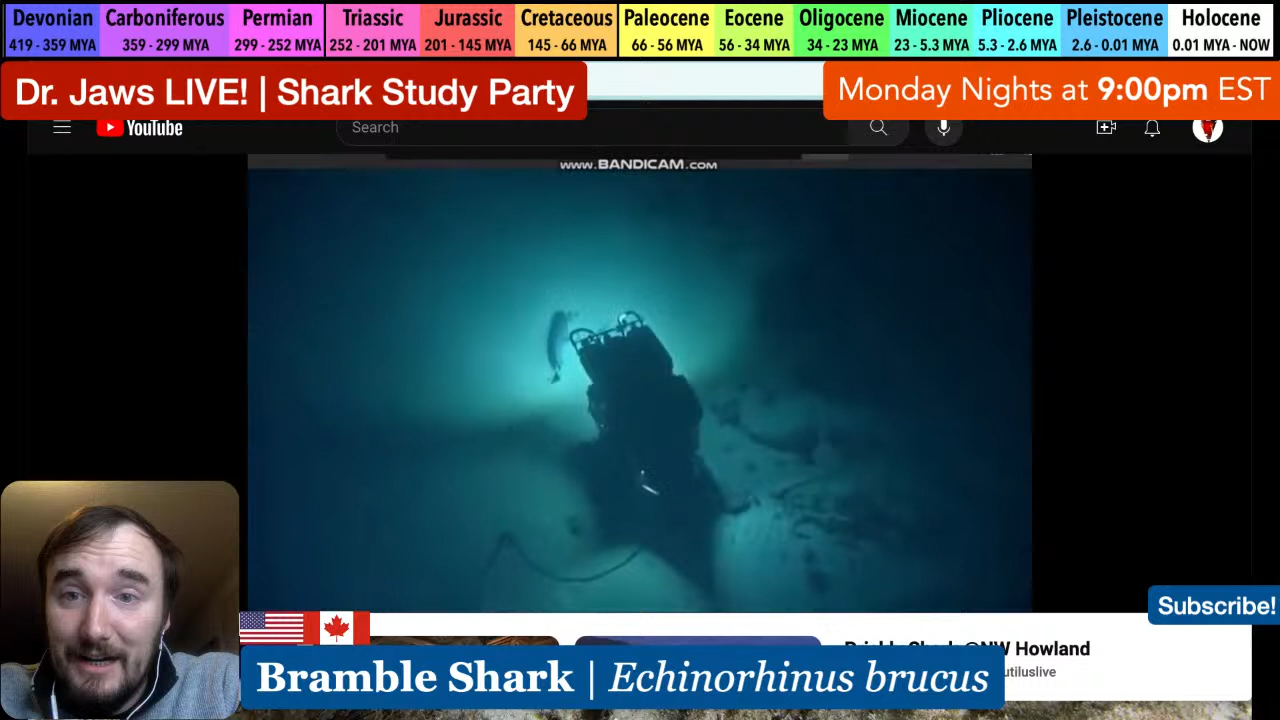 Devonian Carboniferous Permian Triassic Jurassic Cretaceous Paleocene Eocene Oligocene Miocene Pliocene Pleistocene Holocene
419 - 359 MYA 359 - 299 MYA 299 - 252 MYA 252 - 201 MYA 201 - 145 MYA 145 - 66 MYA 66 - 56 MYA 56 - 34 MYA 34 - 23 MYA 23 - 5.3 MYA 5.3 - 2.6 MYA 2.6 - 0.01 MYA 0.01 MYA - NOW
Dr. Jaws LIVE! | Shark Study Party
Monday Nights at 9:00pm EST
YouTube
Search
www.BANDICAM.com
Subscribe!
Howland
Bramble Shark | Echinorhinus brucus